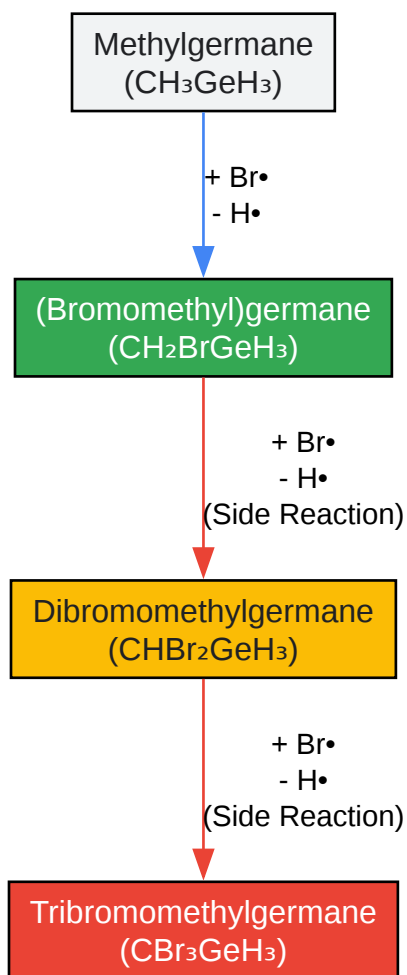 Methylgermane
(CH₃GeH₃)
+ Br•
- H•
(Bromomethyl)germane
(CH₂BrGeH₃)
+ Br•
- H•
(Side Reaction)
Dibromomethylgermane
(CHBr₂GeH₃)
+ Br•
- H•
(Side Reaction)
Tribromomethylgermane
(CBr₃GeH₃)